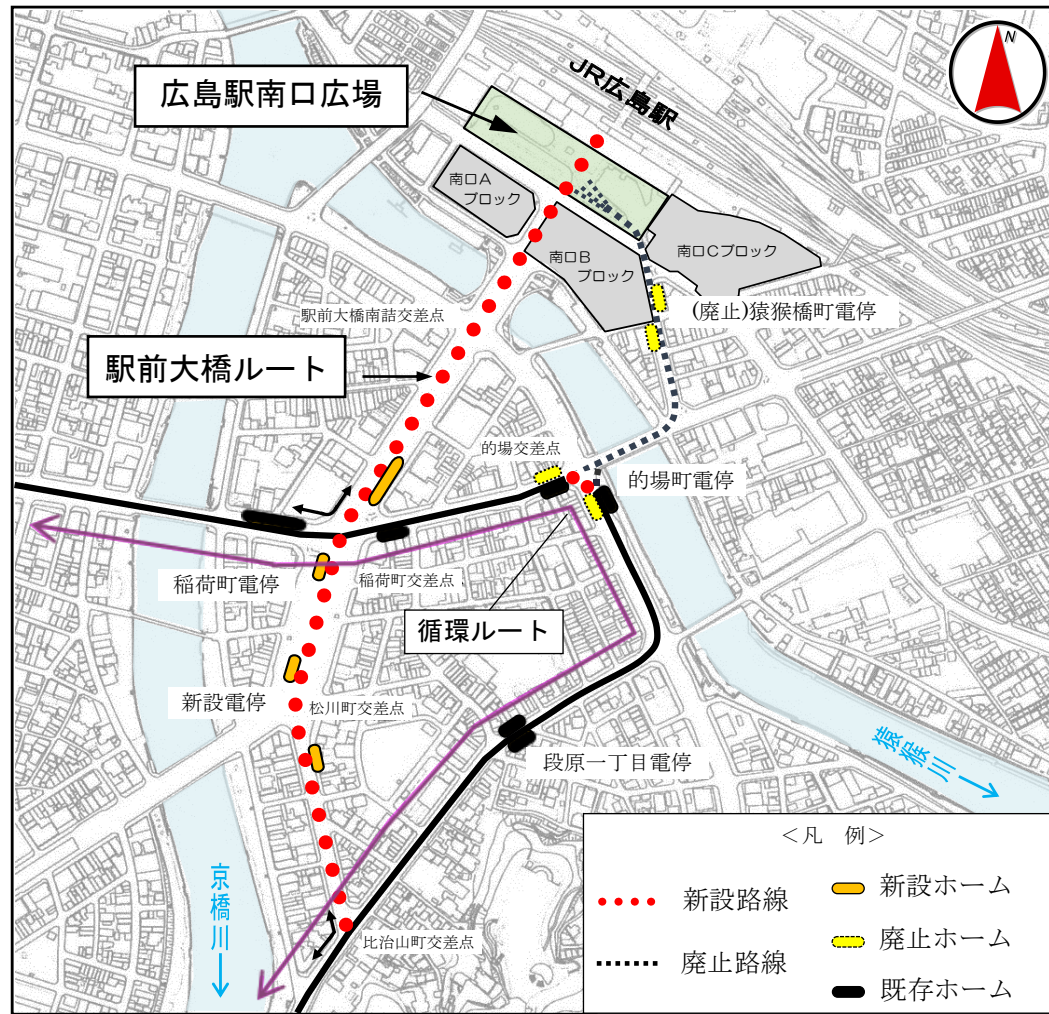 N
JR広島駅
広島駅南口広場
南口A
ブロック
南口B
ブロック
南口Cブロック
(廃止)猿猴橋町電停
駅前大橋南詰交差点
駅前大橋ルート
的場交差点
的場町電停
稲荷町電停
稲荷町交差点
循環ルート
新設電停
松川町交差点
段原一丁目電停
猿猴川
京橋川
比治山町交差点
<凡 例>
新設路線
新設ホーム
廃止路線
廃止ホーム
既存ホーム